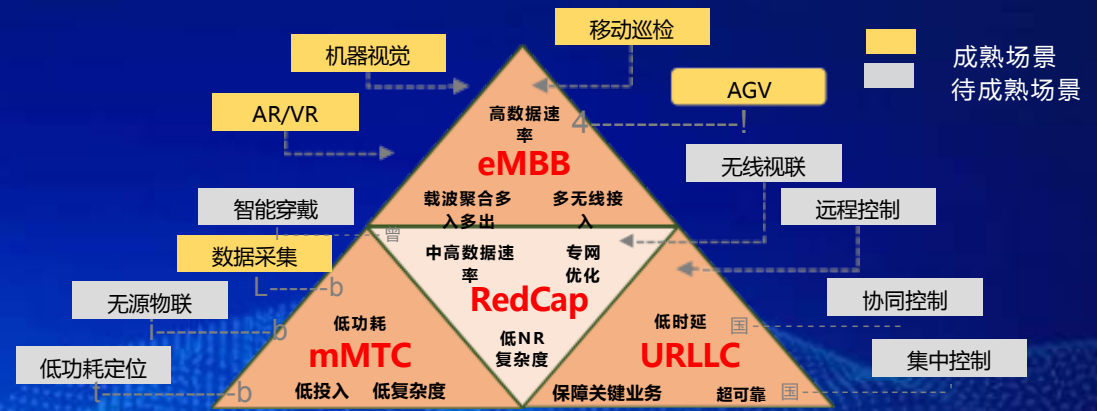 移动巡检
机器视觉
成熟场景
待成熟场景
AGV
AR/VR
高数据速
率
4
!
eMBB
无线视联
载波聚合多
入多出
多无线接
入
智能穿戴
远程控制
曾
数据采集
中高数据速
率
专网
优化
L
b
无源物联
RedCap
协同控制
低功耗
低时延
国
l
b
低NR
复杂度
mMTC
URLLC
低功耗定位
集中控制
低投入
低复杂度
保障关键业务
超可靠
国
t
b